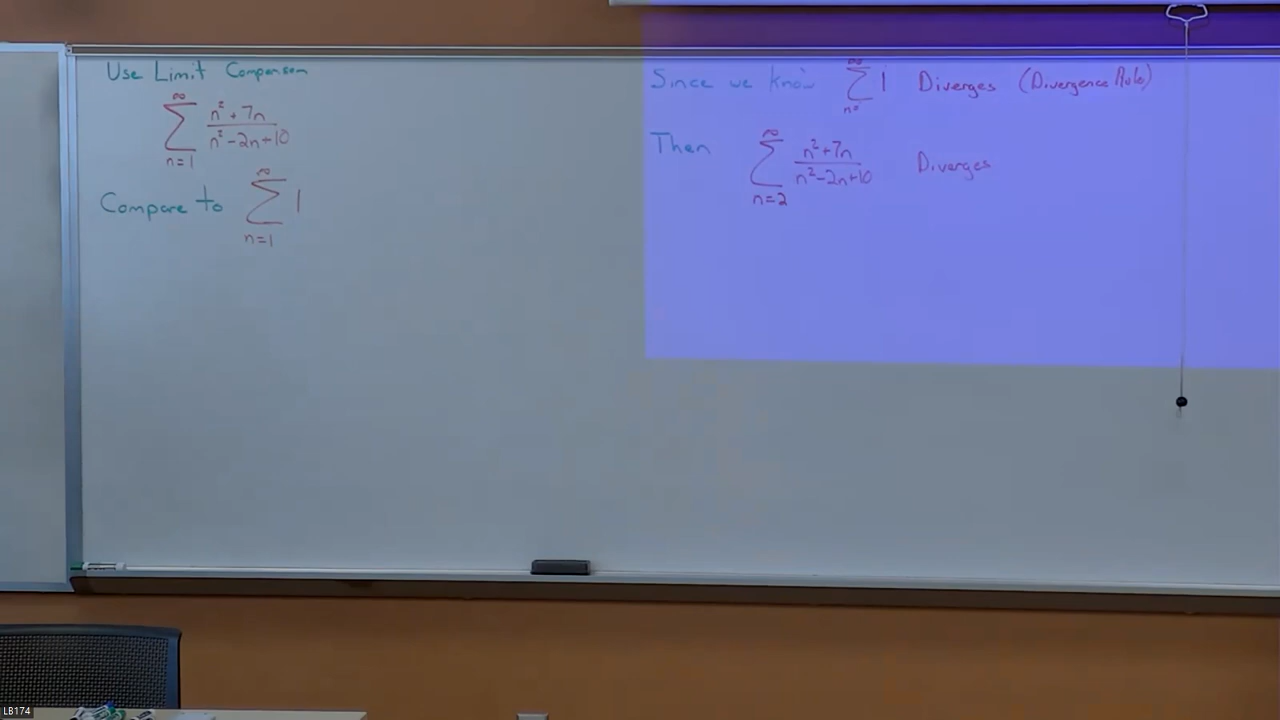 Use Limit Comparison
∞
∑ n²+7n / n²-2n+10
n=1
Compare to ∞ ∑ 1 n=1
Since we know ∞ ∑ 1 n= Diverges (Divergence Rule)
Then ∞ ∑ n²+7n / n²-2n+10 n=2 Diverges
LB174